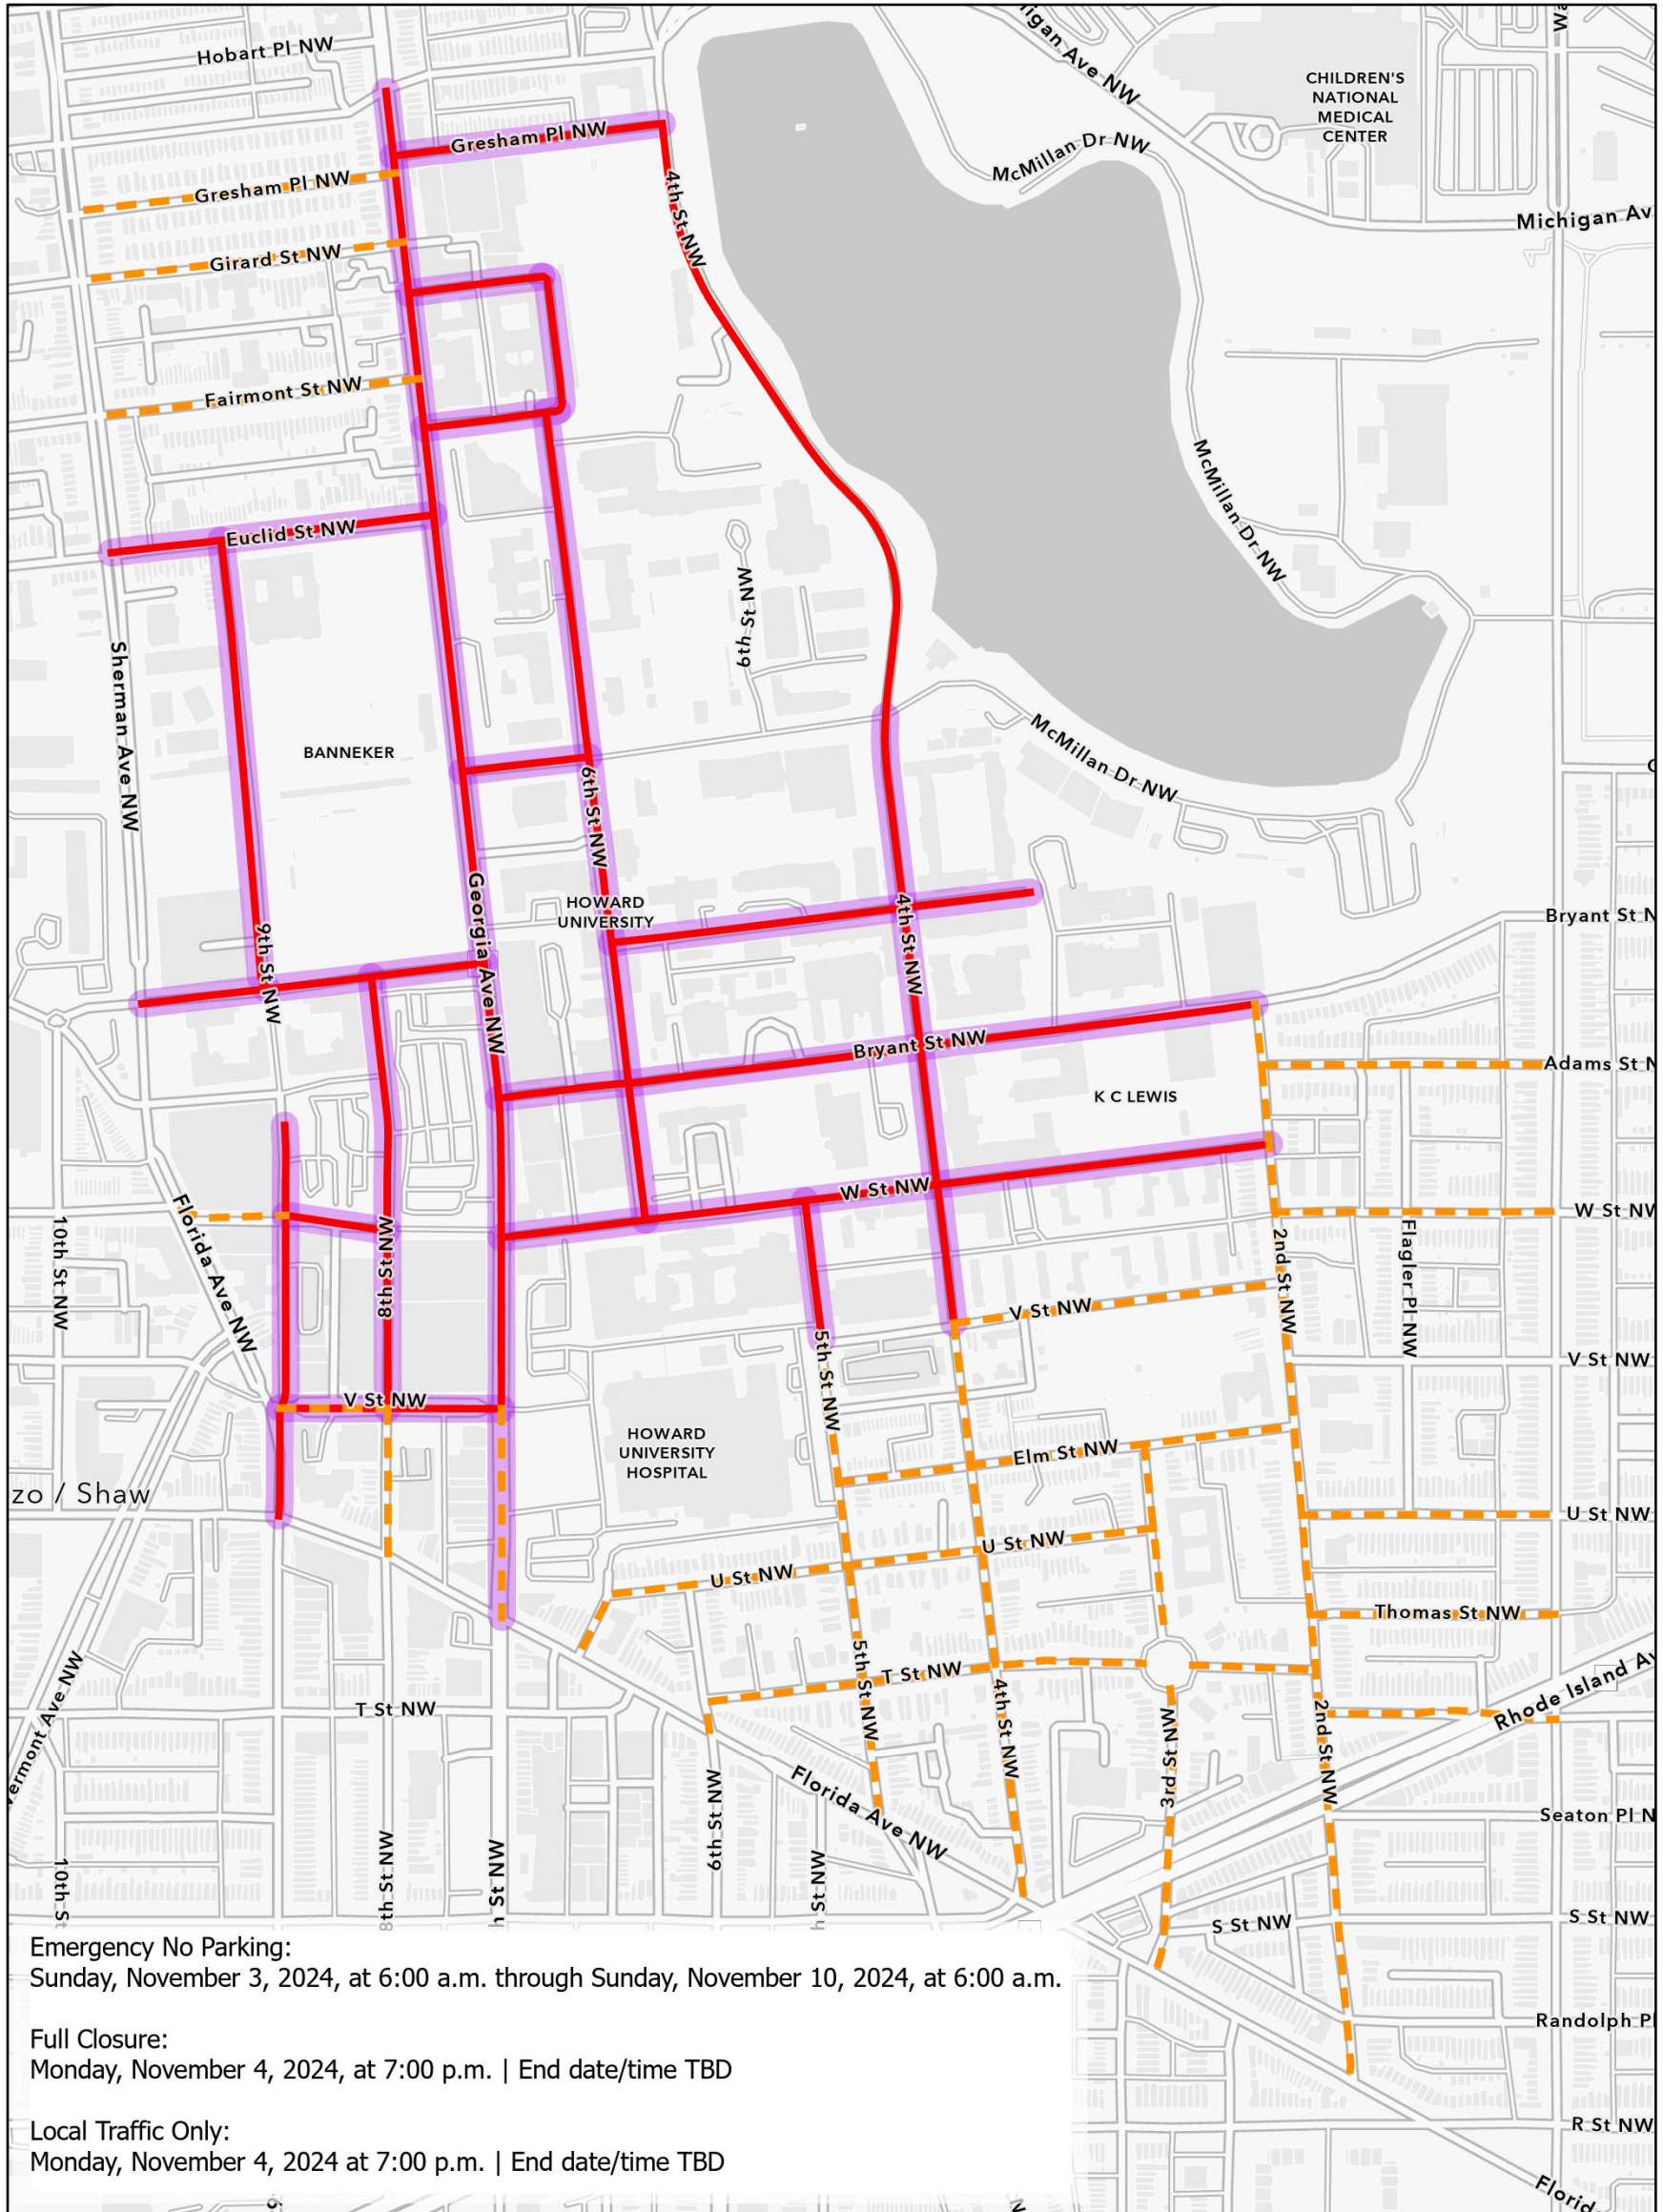 Hobart Pl NW
Michigan Ave NW
CHILDREN'S
NATIONAL
MEDICAL
CENTER
Gresham Pl NW
McMillan Dr NW
Gresham Pl NW
4th St NW
Michigan Av
Girard St NW
Fairmont St NW
McMillan Dr NW
Euclid St NW
6th St NW
Sherman Ave NW
BANNEKER
McMillan Dr NW
6th St NW
Georgia Ave NW
HOWARD
UNIVERSITY
4th St NW
9th St NW
Bryant St N
Bryant St NW
Adams St N
K C LEWIS
W St NW
Florida Ave NW
10th St NW
8th St NW
W St NW
2nd St NW
Flagler Pl NW
V St NW
5th St NW
V St NW
V St NW
HOWARD
UNIVERSITY
HOSPITAL
Elm St NW
zo / Shaw
U St NW
U St NW
U St NW
Thomas St NW
5th St NW
T St NW
4th St NW
3rd St NW
2nd St NW
Rhode Island Av
T St NW
Vermont Ave NW
Florida Ave NW
6th St NW
Seaton Pl N
10th St
8th St NW
h St NW
h St NW
S St NW
S St NW
Emergency No Parking:
Sunday, November 3, 2024, at 6:00 a.m. through Sunday, November 10, 2024, at 6:00 a.m.
Full Closure:
Monday, November 4, 2024, at 7:00 p.m. | End date/time TBD
Local Traffic Only:
Monday, November 4, 2024 at 7:00 p.m. | End date/time TBD
Randolph Pl
R St NW
Florid